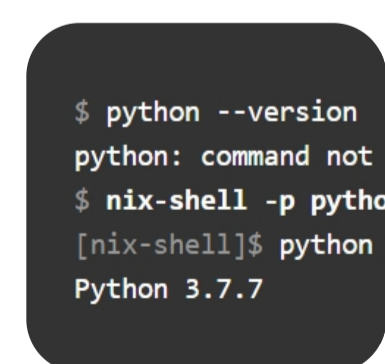 $ python --version
python: command not
$ nix-shell -p pytho
[nix-shell]$ python
Python 3.7.7